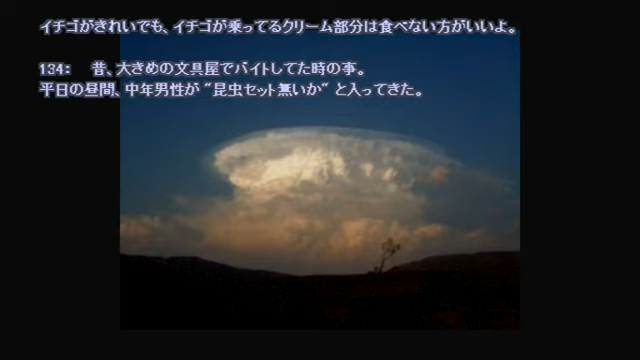 イチゴがきれいでも、イチゴが乗ってるクリーム部分は食べない方がいいよ。
134：　昔、大きめの文具屋でバイトしてた時の事。
平日の昼間、中年男性が “昆虫セット無いか” と入ってきた。